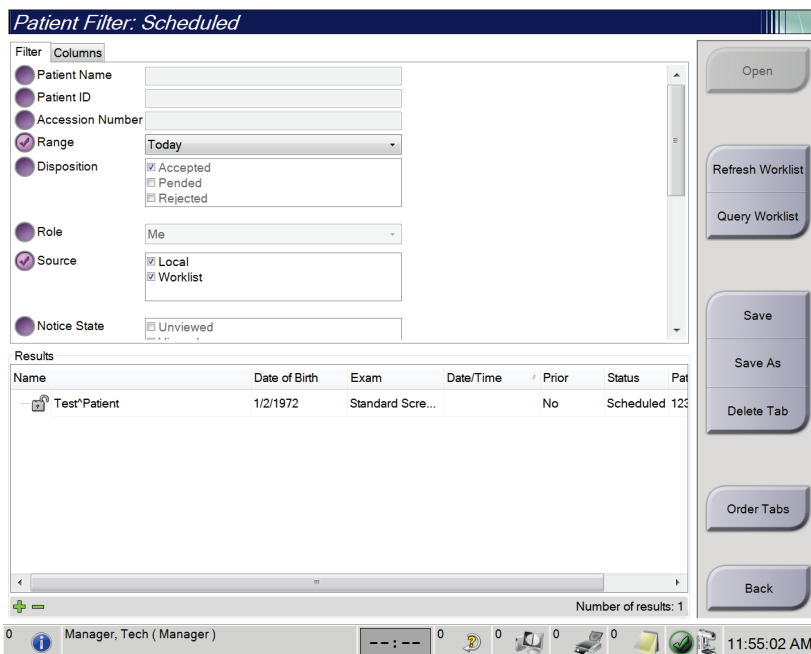 Patient Filter: Scheduled
Filter Columns
Patient Name
Patient ID
Accession Number
Range Today
Disposition Accepted
Pended
Rejected
Role Me
Source Local
Worklist
Notice State Unviewed
Open
Refresh Worklist
Query Worklist
Save
Save As
Delete Tab
Order Tabs
Back
Results
Name Date of Birth Exam Date/Time Prior Status Pat
Test^Patient 1/2/1972 Standard Scre... No Scheduled 123
Number of results: 1
0 Manager, Tech ( Manager ) --:-- 0 0 0 0 11:55:02 AM